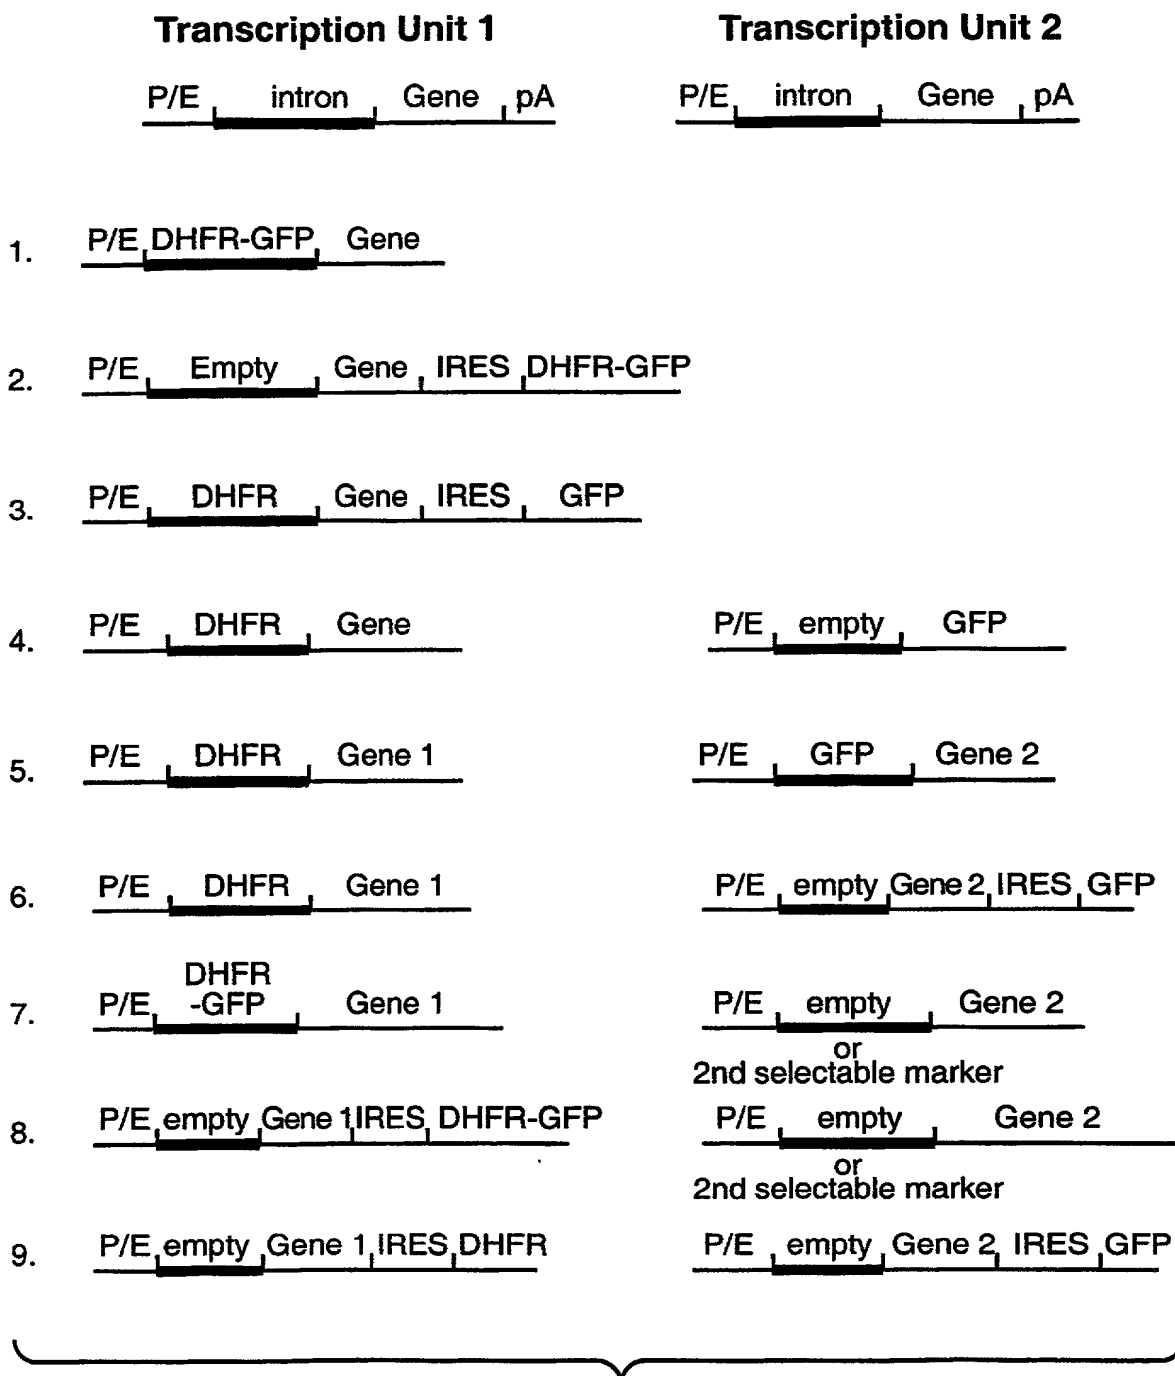 Transcription Unit 1 Transcription Unit 2
P/E intron Gene pA P/E intron Gene pA
1. P/E DHFR-GFP Gene
2. P/E Empty Gene IRES DHFR-GFP
3. P/E DHFR Gene IRES GFP
4. P/E DHFR Gene P/E empty GFP
5. P/E DHFR Gene 1 P/E GFP Gene 2
6. P/E DHFR Gene 1 P/E empty Gene 2 IRES GFP
DHFR
7. P/E -GFP Gene 1 P/E empty Gene 2
or
2nd selectable marker
8. P/E empty Gene 1 IRES DHFR-GFP P/E empty Gene 2
or
2nd selectable marker
9. P/E empty Gene 1 IRES DHFR P/E empty Gene 2 IRES GFP